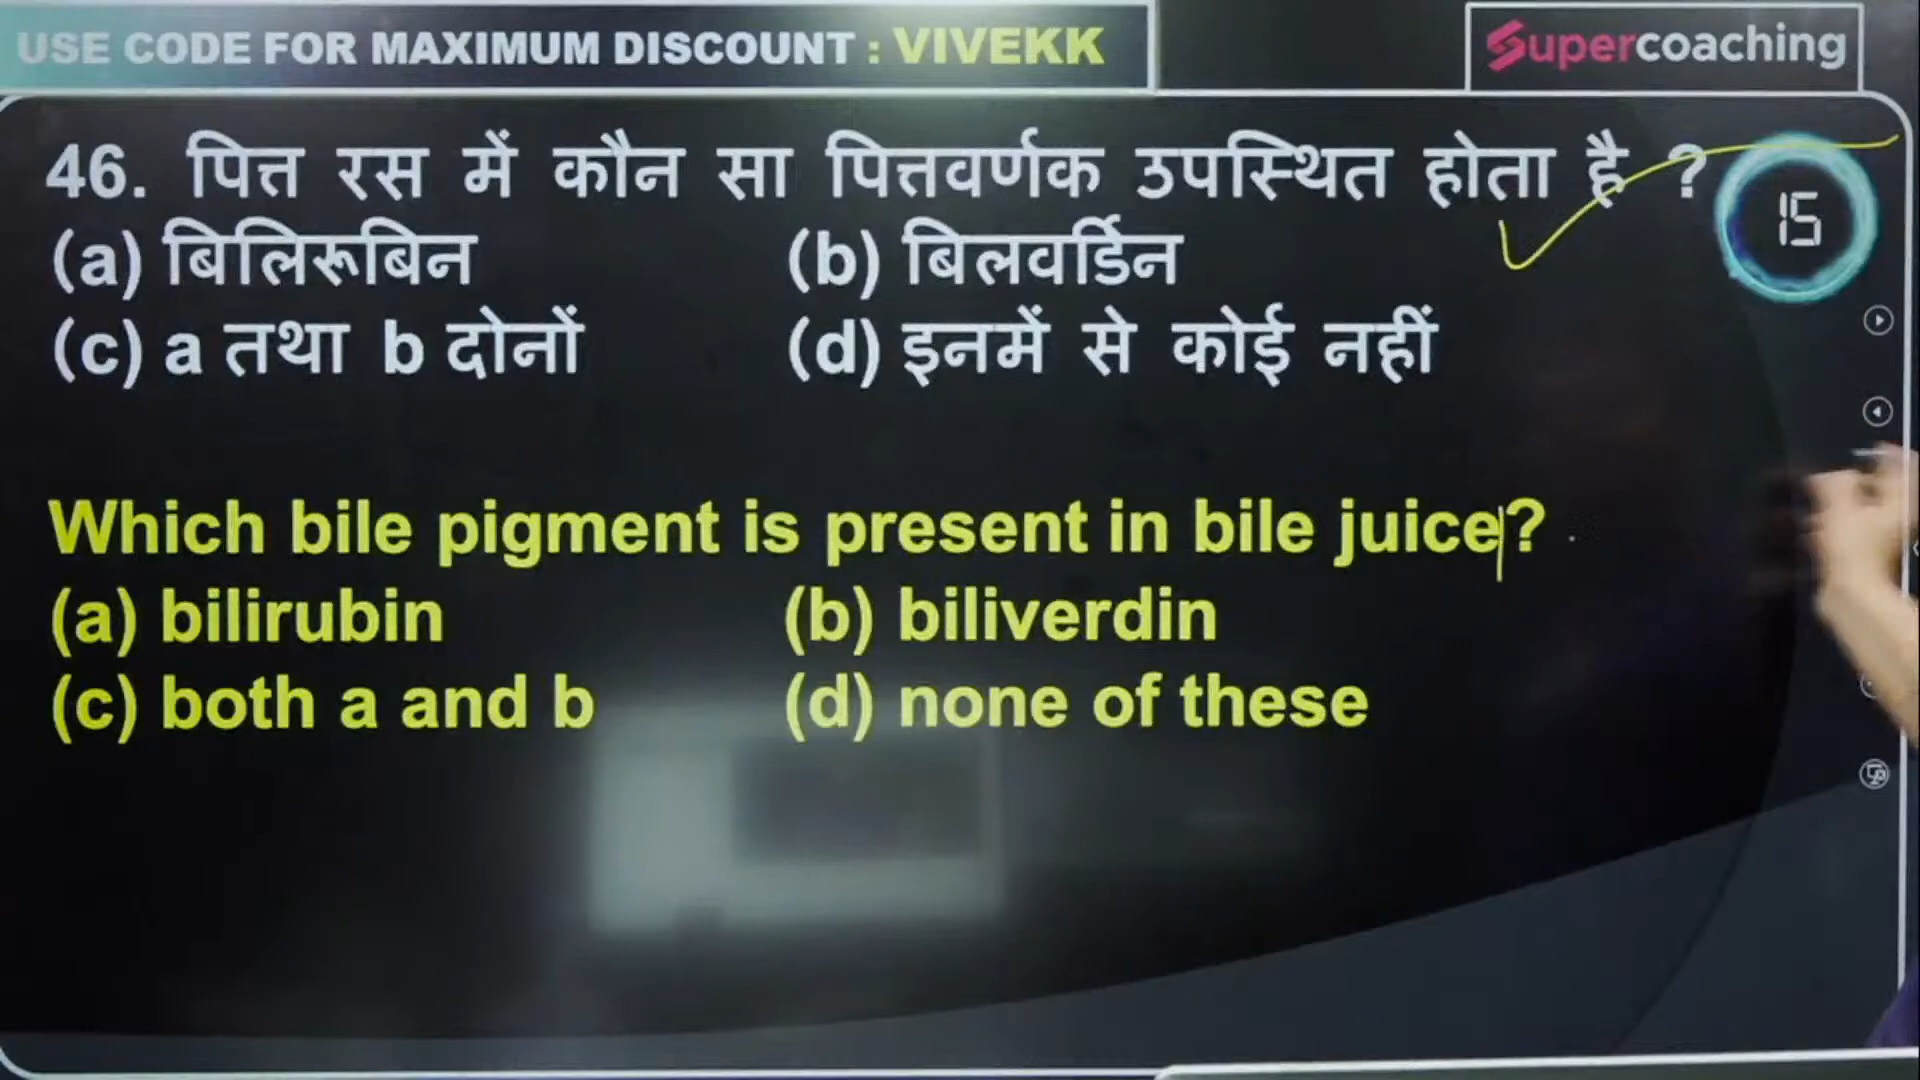 USE CODE FOR MAXIMUM DISCOUNT : VIVEKK
Supercoaching
46. पित्त रस में कौन सा पित्तवर्णक उपस्थित होता है ?
15
(a) बिलिरूबिन (b) बिलवर्डिन
(c) a तथा b दोनों (d) इनमें से कोई नहीं
Which bile pigment is present in bile juice?
(a) bilirubin (b) biliverdin
(c) both a and b (d) none of these